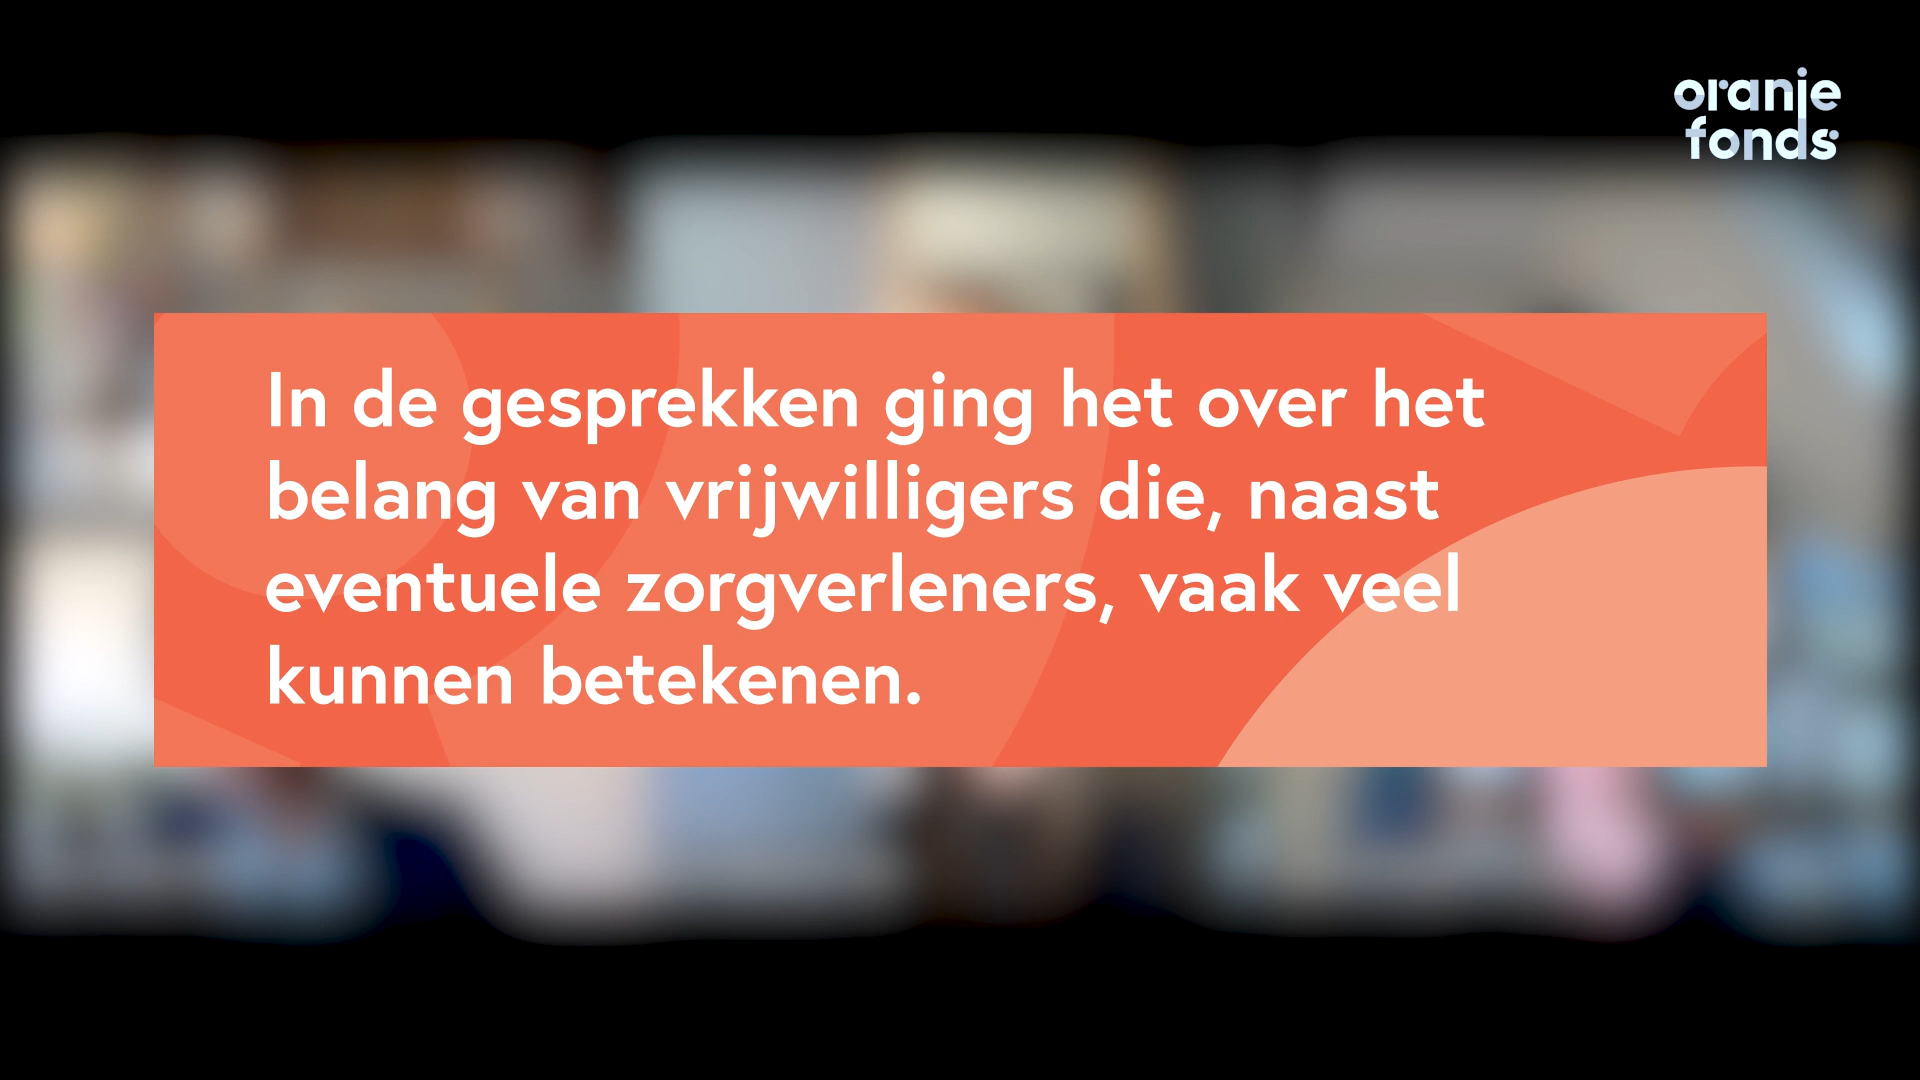 oranje
fonds
In de gesprekken ging het over het
belang van vrijwilligers die, naast
eventuele zorgverleners, vaak veel
kunnen betekenen.